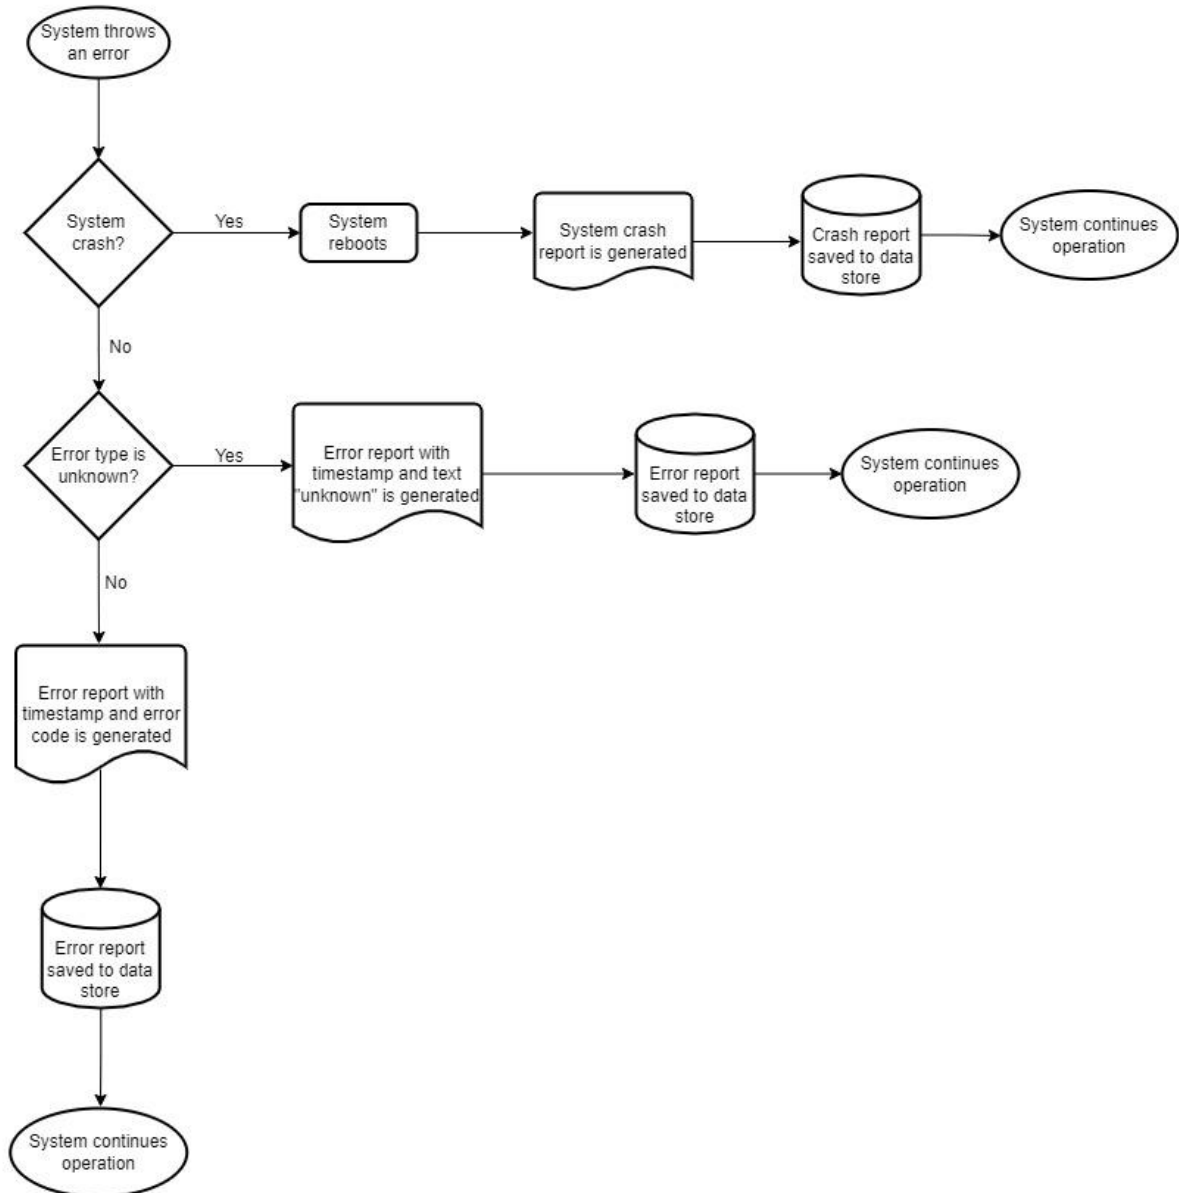 System throws
an error
System
crash?
Yes
System
reboots
System crash
report is generated
Crash report
saved to data
store
System continues
operation
No
Error type is
unknown?
Yes
Error report with
timestamp and text
"unknown" is generated
Error report
saved to data
store
System continues
operation
No
Error report with
timestamp and error
code is generated
Error report
saved to data
store
System continues
operation